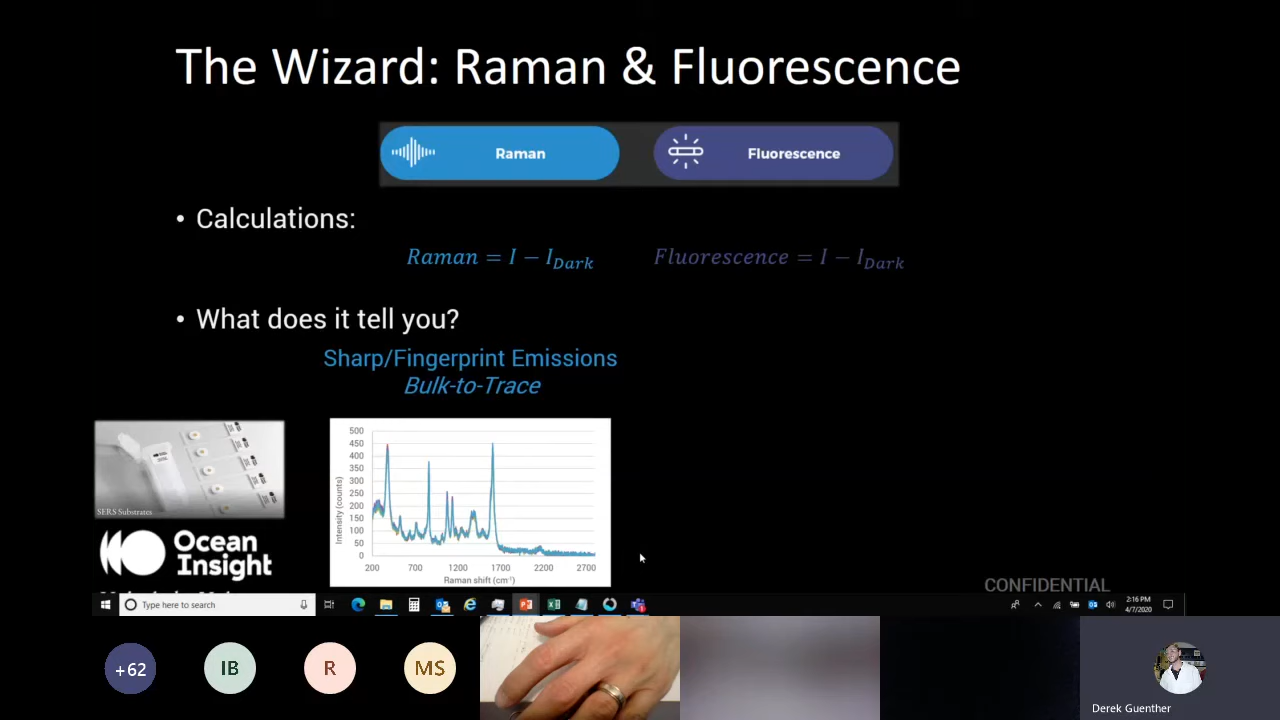 The Wizard: Raman & Fluorescence
Raman
Fluorescence
• Calculations:
Raman = I − I_Dark
Fluorescence = I − I_Dark
• What does it tell you?
Sharp/Fingerprint Emissions
Bulk-to-Trace
SERS Substrates
Ocean
Insight
500
450
400
350
300
250
200
150
100
50
0
Intensity (counts)
200
700
1200
1700
2200
2700
Raman shift (cm⁻¹)
CONFIDENTIAL
Type here to search
2:16 PM
4/7/2020
+62
IB
R
MS
Derek Guenther